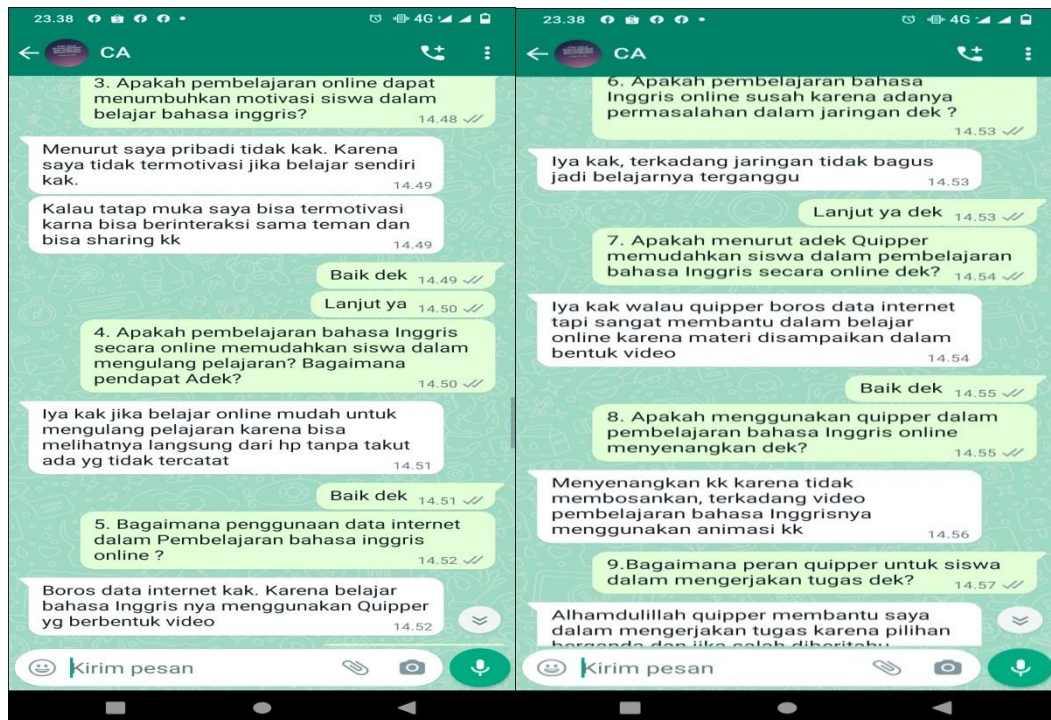 23.38
4G
CA
3. Apakah pembelajaran online dapat
menumbuhkan motivasi siswa dalam
belajar bahasa inggris?
14.48
Menurut saya pribadi tidak kak. Karena
saya tidak termotivasi jika belajar sendiri
kak.
14.49
Kalau tatap muka saya bisa termotivasi
karna bisa berinteraksi sama teman dan
bisa sharing kk
14.49
Baik dek 14.49
Lanjut ya 14.50
4. Apakah pembelajaran bahasa Inggris
secara online memudahkan siswa dalam
mengulang pelajaran? Bagaimana
pendapat Adek?
14.50
Iya kak jika belajar online mudah untuk
mengulang pelajaran karena bisa
melihatnya langsung dari hp tanpa takut
ada yg tidak tercatat
14.51
Baik dek 14.51
5. Bagaimana penggunaan data internet
dalam Pembelajaran bahasa inggris
online ?
14.52
Boros data internet kak. Karena belajar
bahasa Inggris nya menggunakan Quipper
yg berbentuk video
14.52
Kirim pesan
23.38
4G
CA
6. Apakah pembelajaran bahasa
Inggris online susah karena adanya
permasalahan dalam jaringan dek ?
14.53
Iya kak, terkadang jaringan tidak bagus
jadi belajarnya terganggu
14.53
Lanjut ya dek 14.53
7. Apakah menurut adek Quipper
memudahkan siswa dalam pembelajaran
bahasa Inggris secara online dek? 14.54
Iya kak walau quipper boros data internet
tapi sangat membantu dalam belajar
online karena materi disampaikan dalam
bentuk video
14.54
Baik dek 14.55
8. Apakah menggunakan quipper dalam
pembelajaran bahasa Inggris online
menyenangkan dek?
14.55
Menyenangkan kk karena tidak
membosankan, terkadang video
pembelajaran bahasa Inggrisnya
menggunakan animasi kk
14.56
9.Bagaimana peran quipper untuk siswa
dalam mengerjakan tugas dek?
14.57
Alhamdulillah quipper membantu saya
dalam mengerjakan tugas karena pilihan
berganda dan jika salah diberitahu
Kirim pesan